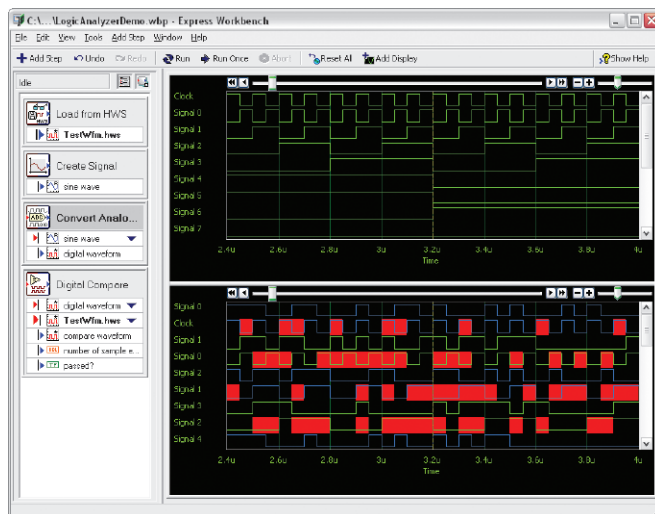 C:\...\LogicAnalyzerDemo.wbp - Express Workbench
File Edit View Tools Add Step Window Help
Add Step Undo Redo Run Run Once Abort Reset All Add Display Show Help
Idle
Load from HWS
TestWfm.hws
Create Signal
sine wave
Convert Analo...
sine wave
digital waveform
Digital Compare
digital waveform
TestWfm.hws
compare waveform
number of sample e...
passed?
Clock
Signal 0
Signal 1
Signal 2
Signal 3
Signal 4
Signal 5
Signal 6
Signal 7
2.4u 2.6u 2.8u 3u 3.2u 3.4u 3.6u 3.8u 4u
Time
Signal 0
Clock
Signal 1
Signal 0
Signal 2
Signal 1
Signal 3
Signal 2
Signal 4
2.4u 2.6u 2.8u 3u 3.2u 3.4u 3.6u 3.8u 4u
Time